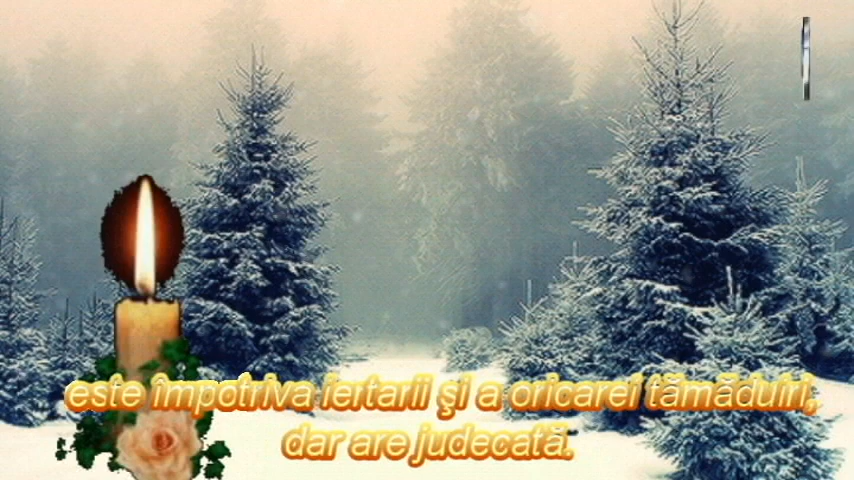 este împotriva iertarii şi a oricarei tămăduiri,
dar are judecată.